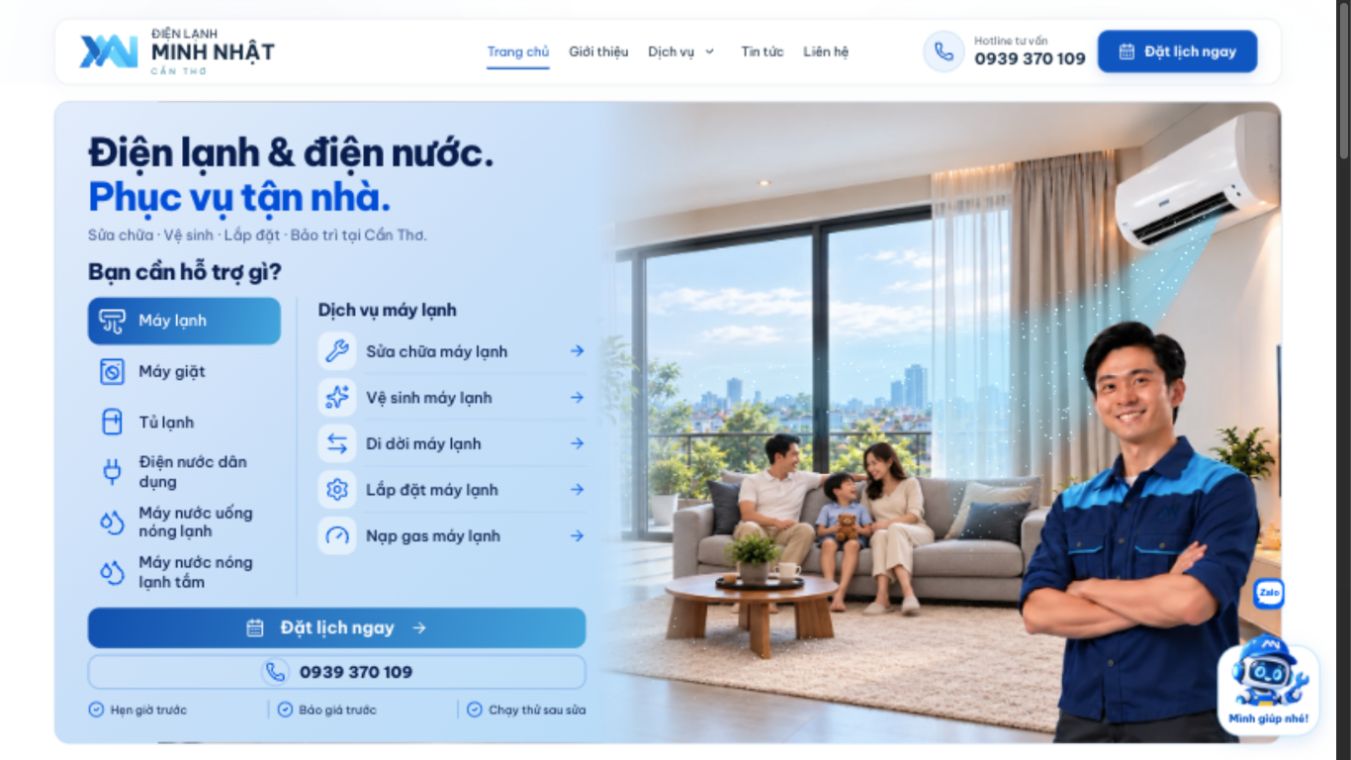 ĐIỆN LẠNH
MINH NHẬT
CẦN THƠ
Trang chủ
Giới thiệu
Dịch vụ
Tin tức
Liên hệ
Hotline tư vấn
0939 370 109
Đặt lịch ngay
Điện lạnh & điện nước.
Phục vụ tận nhà.
Sửa chữa · Vệ sinh · Lắp đặt · Bảo trì tại Cần Thơ.
Bạn cần hỗ trợ gì?
Máy lạnh
Máy giặt
Tủ lạnh
Điện nước dân
dụng
Máy nước uống
nóng lạnh
Máy nước nóng
lạnh tắm
Dịch vụ máy lạnh
Sửa chữa máy lạnh
Vệ sinh máy lạnh
Di dời máy lạnh
Lắp đặt máy lạnh
Nạp gas máy lạnh
Đặt lịch ngay
0939 370 109
Hẹn giờ trước
Báo giá trước
Chạy thử sau sửa
Zalo
Mình giúp nhé!